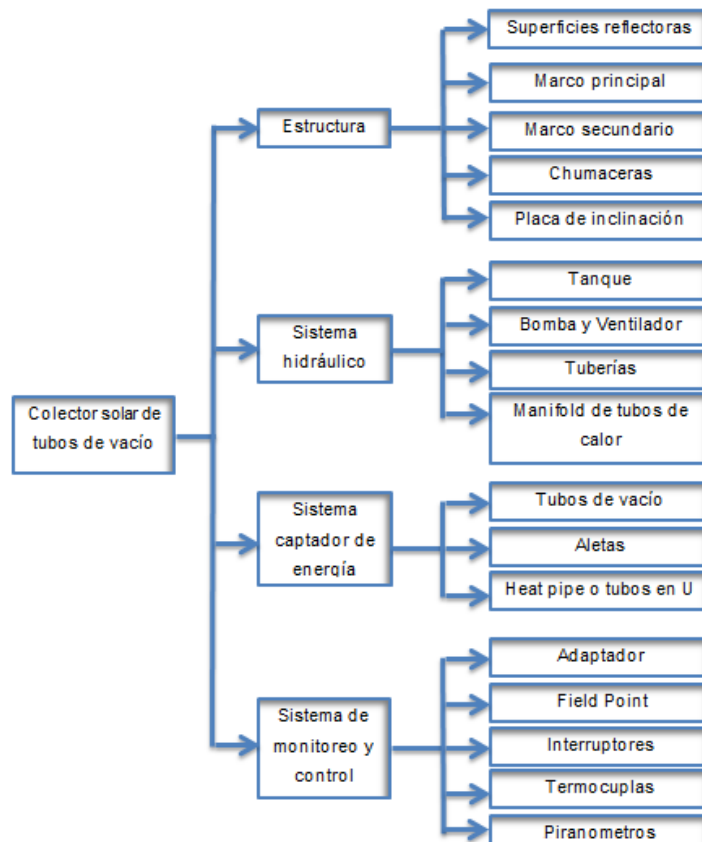 Colector solar de
tubos de vacío
Estructura
Superficies reflectoras
Marco principal
Marco secundario
Chumaceras
Placa de inclinación
Sistema
hidráulico
Tanque
Bomba y Ventilador
Tuberías
Manifold de tubos de
calor
Sistema
captador de
energía
Tubos de vacío
Aletas
Heat pipe o tubos en U
Sistema de
monitoreo y
control
Adaptador
Field Point
Interruptores
Termocuplas
Piranometros